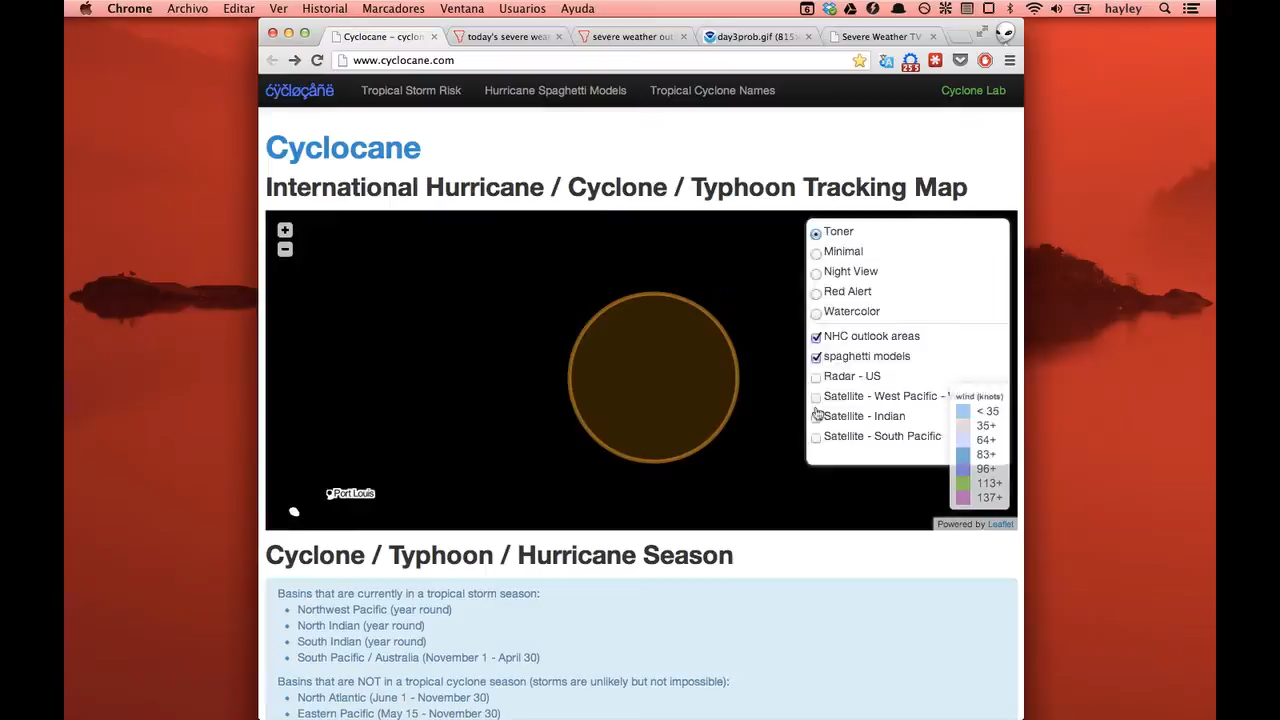 Chrome Archivo Editar Ver Historial Marcadores Ventana Usuarios Ayuda 6 hayley
Cyclocane – cyclon
today's severe wea
severe weather out
day3prob.gif (815×
Severe Weather TV
www.cyclocane.com
255
ćÿčløçåñë Tropical Storm Risk Hurricane Spaghetti Models Tropical Cyclone Names Cyclone Lab
Cyclocane
International Hurricane / Cyclone / Typhoon Tracking Map
+
−
Toner
Minimal
Night View
Red Alert
Watercolor
NHC outlook areas
spaghetti models
Radar - US
Satellite - West Pacific -
Satellite - Indian
Satellite - South Pacific
wind (knots)
< 35
35+
64+
83+
96+
113+
137+
Port Louis
Powered by Leaflet
Cyclone / Typhoon / Hurricane Season
Basins that are currently in a tropical storm season:
• Northwest Pacific (year round)
• North Indian (year round)
• South Indian (year round)
• South Pacific / Australia (November 1 - April 30)
Basins that are NOT in a tropical cyclone season (storms are unlikely but not impossible):
• North Atlantic (June 1 - November 30)
• Eastern Pacific (May 15 - November 30)